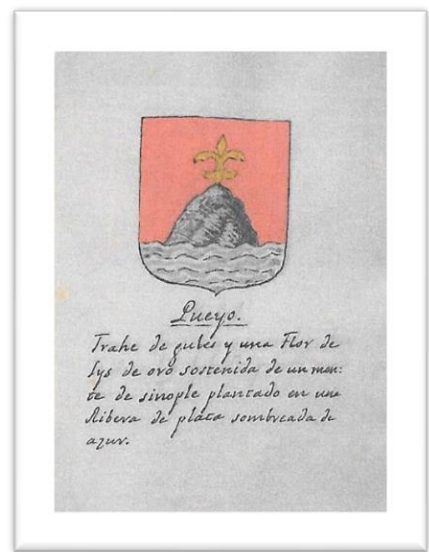 Pueyo.
Trahe de gules y una Flor de
lys de oro sostenida de un mon:
te de sinople plantado en una
Ribera de plata sombreada de
azur.